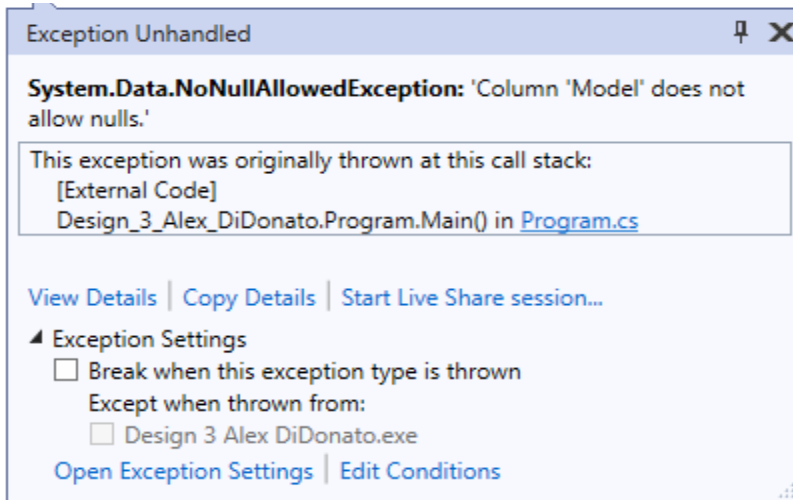 Exception Unhandled
System.Data.NoNullAllowedException: 'Column 'Model' does not
allow nulls.'
This exception was originally thrown at this call stack:
[External Code]
Design_3_Alex_DiDonato.Program.Main() in Program.cs
View Details | Copy Details | Start Live Share session...
Exception Settings
Break when this exception type is thrown
Except when thrown from:
Design 3 Alex DiDonato.exe
Open Exception Settings | Edit Conditions